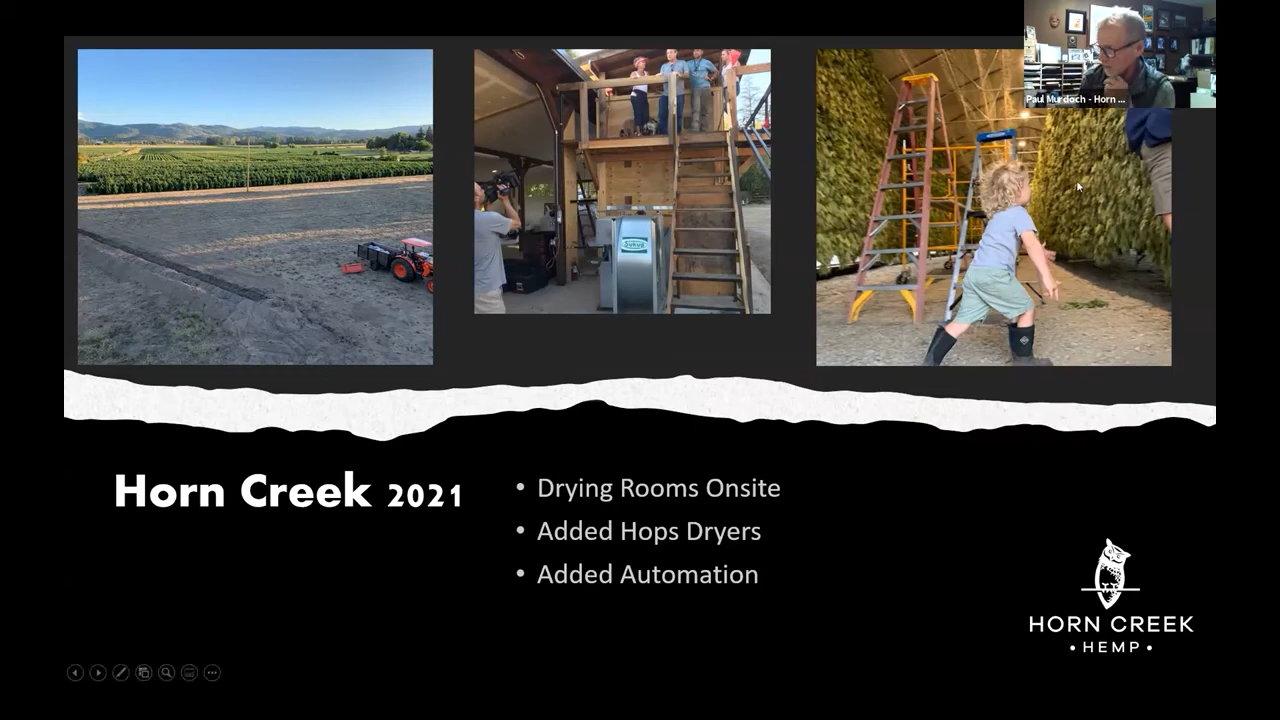 Paul Murdoch - Horn ...
Horn Creek 2021
• Drying Rooms Onsite
• Added Hops Dryers
• Added Automation
HORN CREEK
• HEMP •